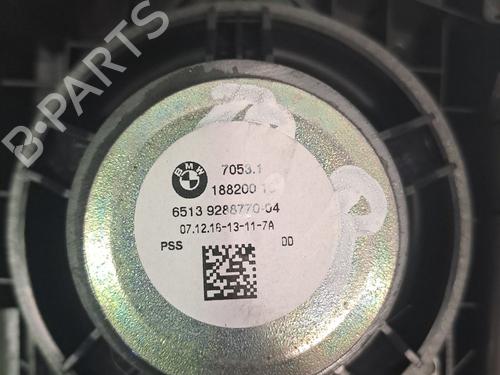 B-PARTS
BMW
7053.1
188200
6513 9288770-04
07.12.16-13-11-7A
PSS
DD